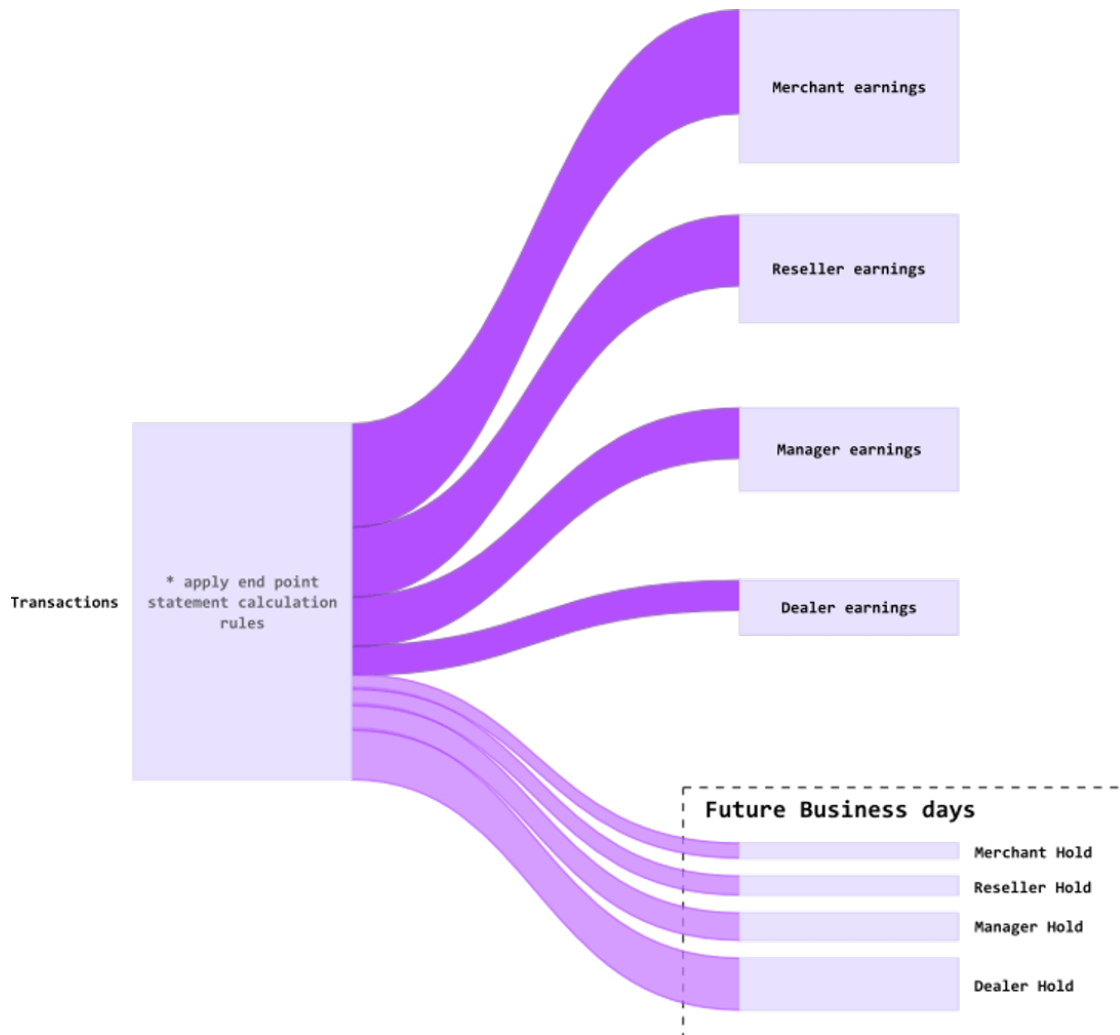 Merchant earnings
Reseller earnings
Manager earnings
Transactions
* apply end point
statement calculation
rules
Dealer earnings
Future Business days
Merchant Hold
Reseller Hold
Manager Hold
Dealer Hold